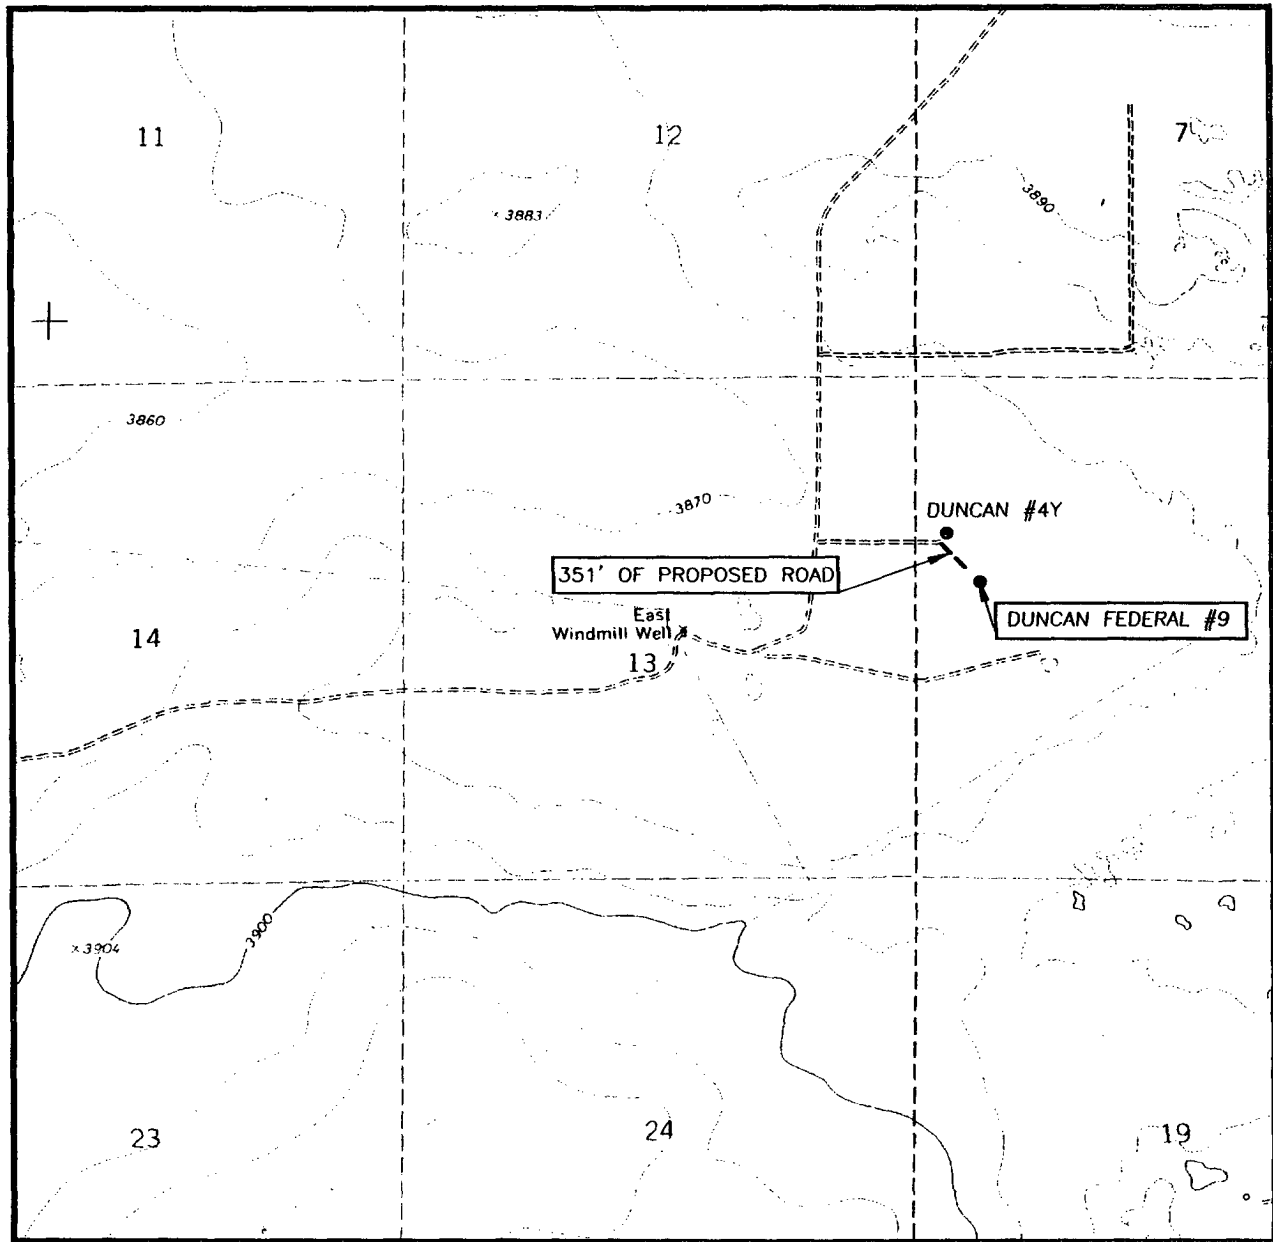 11
12
7
3890
× 3883
3860
3870
DUNCAN #4Y
351' OF PROPOSED ROAD
DUNCAN FEDERAL #9
East
Windmill Well
14
13
3900
× 3904
23
24
19